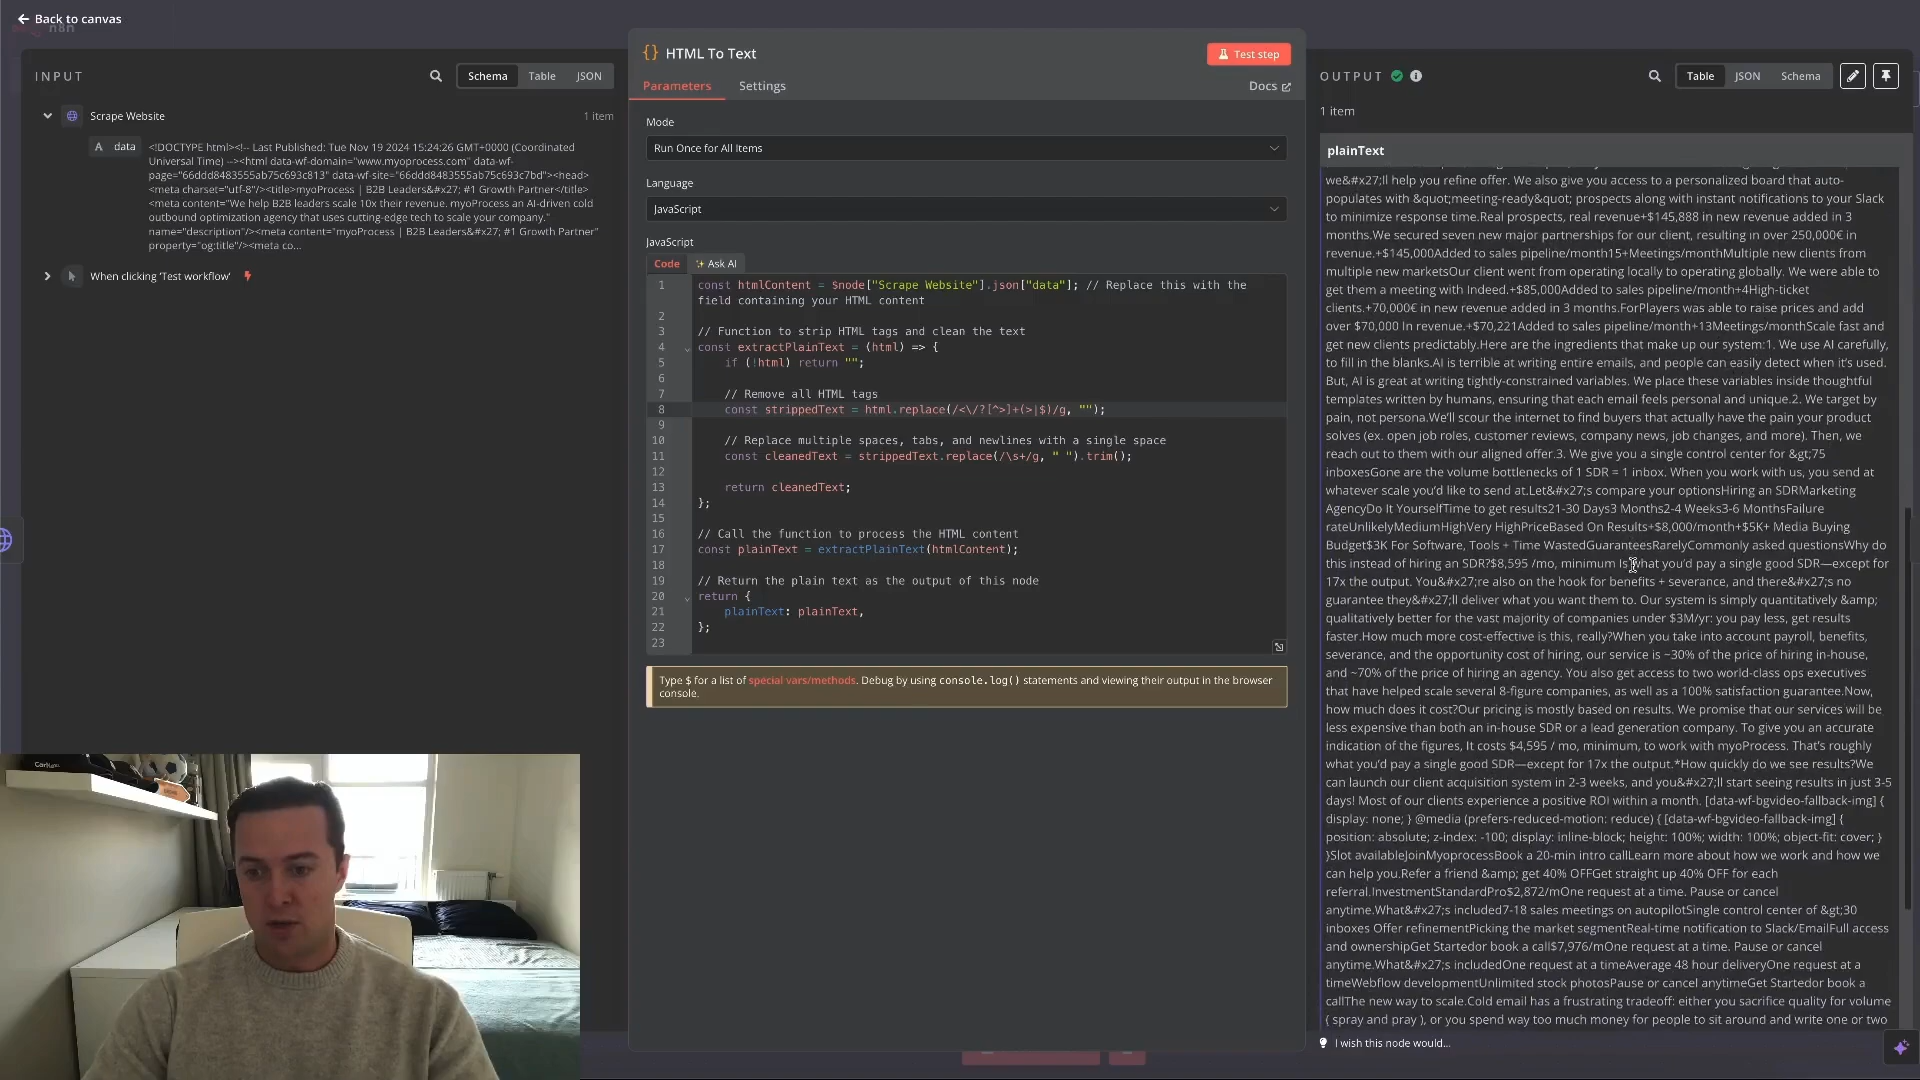 Back to canvas
n8n
INPUT
Schema
Table
JSON
Scrape Website
1 item
A data
<!DOCTYPE html><!-- Last Published: Tue Nov 19 2024 15:24:26 GMT+0000 (Coordinated
Universal Time) --><html data-wf-domain="www.myoprocess.com" data-wf-
page="66ddd8483555ab75c693c813" data-wf-site="66ddd8483555ab75c693c7bd"><head>
<meta charset="utf-8"/><title>myoProcess | B2B Leaders&#x27; #1 Growth Partner</title>
<meta content="We help B2B leaders scale 10x their revenue. myoProcess an AI-driven cold
outbound optimization agency that uses cutting-edge tech to scale your company."
name="description"/><meta content="myoProcess | B2B Leaders&#x27; #1 Growth Partner"
property="og:title"/><meta co...
When clicking ‘Test workflow’
{} HTML To Text
Test step
Parameters
Settings
Docs
Mode
Run Once for All Items
Language
JavaScript
JavaScript
Code
Ask AI
1 const htmlContent = $node["Scrape Website"].json["data"]; // Replace this with the
field containing your HTML content
2
3 // Function to strip HTML tags and clean the text
4 const extractPlainText = (html) => {
5 if (!html) return "";
6
7 // Remove all HTML tags
8 const strippedText = html.replace(/<\/?[^>]+(>|$)/g, "");
9
10 // Replace multiple spaces, tabs, and newlines with a single space
11 const cleanedText = strippedText.replace(/\s+/g, " ").trim();
12
13 return cleanedText;
14 };
15
16 // Call the function to process the HTML content
17 const plainText = extractPlainText(htmlContent);
18
19 // Return the plain text as the output of this node
20 return {
21 plainText: plainText,
22 };
23
Type $ for a list of special vars/methods. Debug by using console.log() statements and viewing their output in the browser
console.
OUTPUT
Table
JSON
Schema
1 item
plainText
we&#x27;ll help you refine offer. We also give you access to a personalized board that auto-
populates with &quot;meeting-ready&quot; prospects along with instant notifications to your Slack
to minimize response time.Real prospects, real revenue+$145,888 in new revenue added in 3
months.We secured seven new major partnerships for our client, resulting in over 250,000€ in
revenue.+$145,000Added to sales pipeline/month15+Meetings/monthMultiple new clients from
multiple new marketsOur client went from operating locally to operating globally. We were able to
get them a meeting with Indeed.+$85,000Added to sales pipeline/month+4High-ticket
clients.+70,000€ in new revenue added in 3 months.ForPlayers was able to raise prices and add
over $70,000 In revenue.+$70,221Added to sales pipeline/month+13Meetings/monthScale fast and
get new clients predictably.Here are the ingredients that make up our system:1. We use AI carefully,
to fill in the blanks.AI is terrible at writing entire emails, and people can easily detect when it’s used.
But, AI is great at writing tightly-constrained variables. We place these variables inside thoughtful
templates written by humans, ensuring that each email feels personal and unique.2. We target by
pain, not persona.We’ll scour the internet to find buyers that actually have the pain your product
solves (ex. open job roles, customer reviews, company news, job changes, and more). Then, we
reach out to them with our aligned offer.3. We give you a single control center for &gt;75
inboxesGone are the volume bottlenecks of 1 SDR = 1 inbox. When you work with us, you send at
whatever scale you’d like to send at.Let&#x27;s compare your optionsHiring an SDRMarketing
AgencyDo It YourselfTime to get results21-30 Days3 Months2-4 Weeks3-6 MonthsFailure
rateUnlikelyMediumHighVery HighPriceBased On Results+$8,000/month+$5K+ Media Buying
Budget$3K For Software, Tools + Time WastedGuaranteesRarelyCommonly asked questionsWhy do
this instead of hiring an SDR?$8,595 /mo, minimum Is what you’d pay a single good SDR—except for
17x the output. You&#x27;re also on the hook for benefits + severance, and there&#x27;s no
guarantee they&#x27;ll deliver what you want them to. Our system is simply quantitatively &amp;
qualitatively better for the vast majority of companies under $3M/yr: you pay less, get results
faster.How much more cost-effective is this, really?When you take into account payroll, benefits,
severance, and the opportunity cost of hiring, our service is ~30% of the price of hiring in-house,
and ~70% of the price of hiring an agency. You also get access to two world-class ops executives
that have helped scale several 8-figure companies, as well as a 100% satisfaction guarantee.Now,
how much does it cost?Our pricing is mostly based on results. We promise that our services will be
less expensive than both an in-house SDR or a lead generation company. To give you an accurate
indication of the figures, It costs $4,595 / mo, minimum, to work with myoProcess. That’s roughly
what you’d pay a single good SDR—except for 17x the output.*How quickly do we see results?We
can launch our client acquisition system in 2-3 weeks, and you&#x27;ll start seeing results in just 3-5
days! Most of our clients experience a positive ROI within a month. [data-wf-bgvideo-fallback-img] {
display: none; } @media (prefers-reduced-motion: reduce) { [data-wf-bgvideo-fallback-img] {
position: absolute; z-index: -100; display: inline-block; height: 100%; width: 100%; object-fit: cover; }
}Slot availableJoinMyoprocessBook a 20-min intro callLearn more about how we work and how we
can help you.Refer a friend &amp; get 40% OFFGet straight up 40% OFF for each
referral.InvestmentStandardPro$2,872/mOne request at a time. Pause or cancel
anytime.What&#x27;s included7-18 sales meetings on autopilotSingle control center of &gt;30
inboxes Offer refinementPicking the market segmentReal-time notification to Slack/EmailFull access
and ownershipGet Startedor book a call$7,976/mOne request at a time. Pause or cancel
anytime.What&#x27;s includedOne request at a timeAverage 48 hour deliveryOne request at a
timeWebflow developmentUnlimited stock photosPause or cancel anytimeGet Startedor book a
callThe new way to scale.Cold email has a frustrating tradeoff: either you sacrifice quality for volume
( spray and pray ), or you spend way too much money for people to sit around and write one or two
I wish this node would...